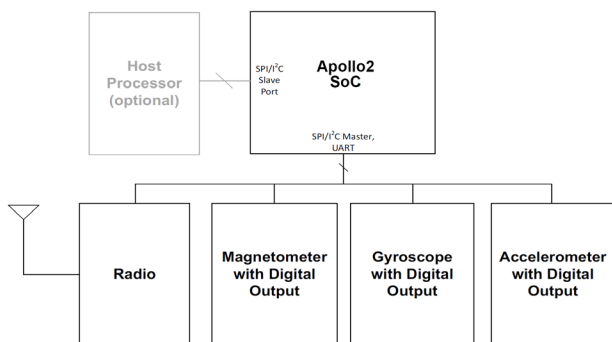 Host
Processor
(optional)
SPI/I²C
Slave
Port
Apollo2
SoC
SPI/I²C Master,
UART
Radio
Magnetometer
with Digital
Output
Gyroscope
with Digital
Output
Accelerometer
with Digital
Output